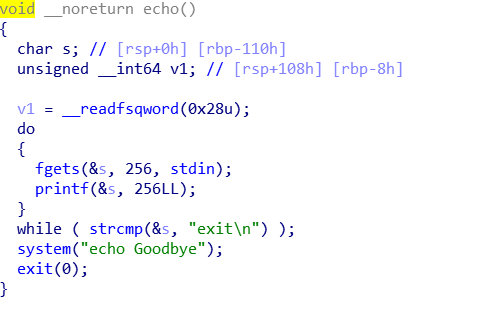 void __noreturn echo()
{
char s; // [rsp+0h] [rbp-110h]
unsigned __int64 v1; // [rsp+108h] [rbp-8h]
v1 = __readfsqword(0x28u);
do
{
fgets(&s, 256, stdin);
printf(&s, 256LL);
}
while ( strcmp(&s, "exit\n") );
system("echo Goodbye");
exit(0);
}